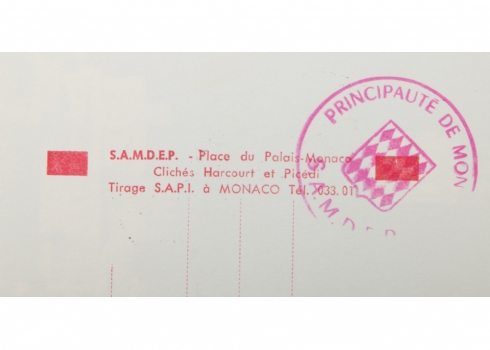 S.A.M.D.E.P. - Place du Palais-Monaco
Clichés Harcourt et Picedi
Tirage S.A.P.I. à MONACO Tél. 033.01
PRINCIPAUTÉ DE MON
S.A.M.D.E.P.